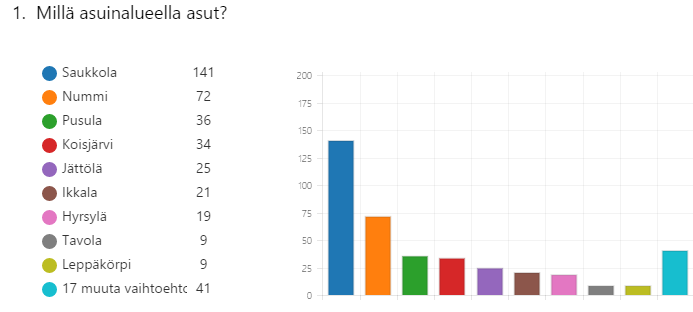 1. Millä asuinalueella asut?
Saukkola 141
Nummi 72
Pusula 36
Koisjärvi 34
Jättölä 25
Ikkala 21
Hyrsylä 19
Tavola 9
Leppäkörpi 9
17 muuta vaihtoehto 41
200
175
150
125
100
75
50
25
0